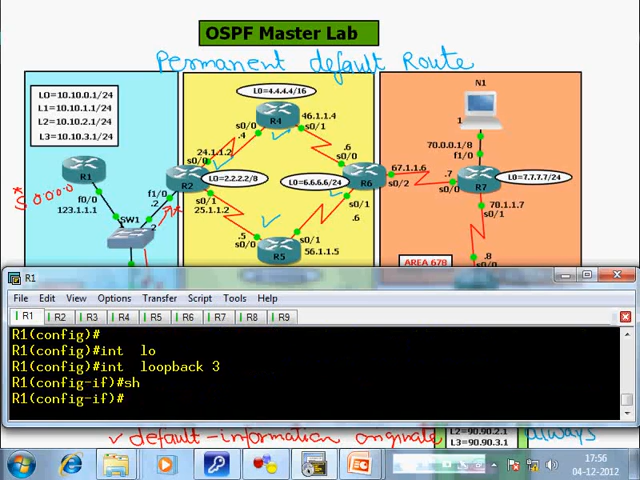 OSPF Master Lab
Permanent default Route
L0=10.10.0.1/24
L1=10.10.1.1/24
L2=10.10.2.1/24
L3=10.10.3.1/24
L0=4.4.4.4/16
N1
R4
46.1.1.4
s0/0
s0/1
.4
1
24.1.1.2
s0/0
70.0.0.1/8
f1/0
R1
.6
s0/0
R2
L0=2.2.2.2/8
L0=6.6.6.6/24
R6
67.1.1.6
s0/2
.7
s0/0
R7
L0=7.7.7.7/24
S* 0.0.0.0
f0/0
123.1.1.1
f1/0
.2
s0/1
25.1.1.2
s0/1
.6
s0/1
70.1.1.7
SW1
2
.5
s0/0
R5
s0/1
56.1.1.5
AREA 678
.8
s0/0
R1
File Edit View Options Transfer Script Tools Help
R1 R2 R3 R4 R5 R6 R7 R8 R9
R1(config)#
R1(config)#int lo
R1(config)#int loopback 3
R1(config-if)#sh
R1(config-if)#
default-information originate
always
L2=90.90.2.1
L3=90.90.3.1
17:56
04-12-2012